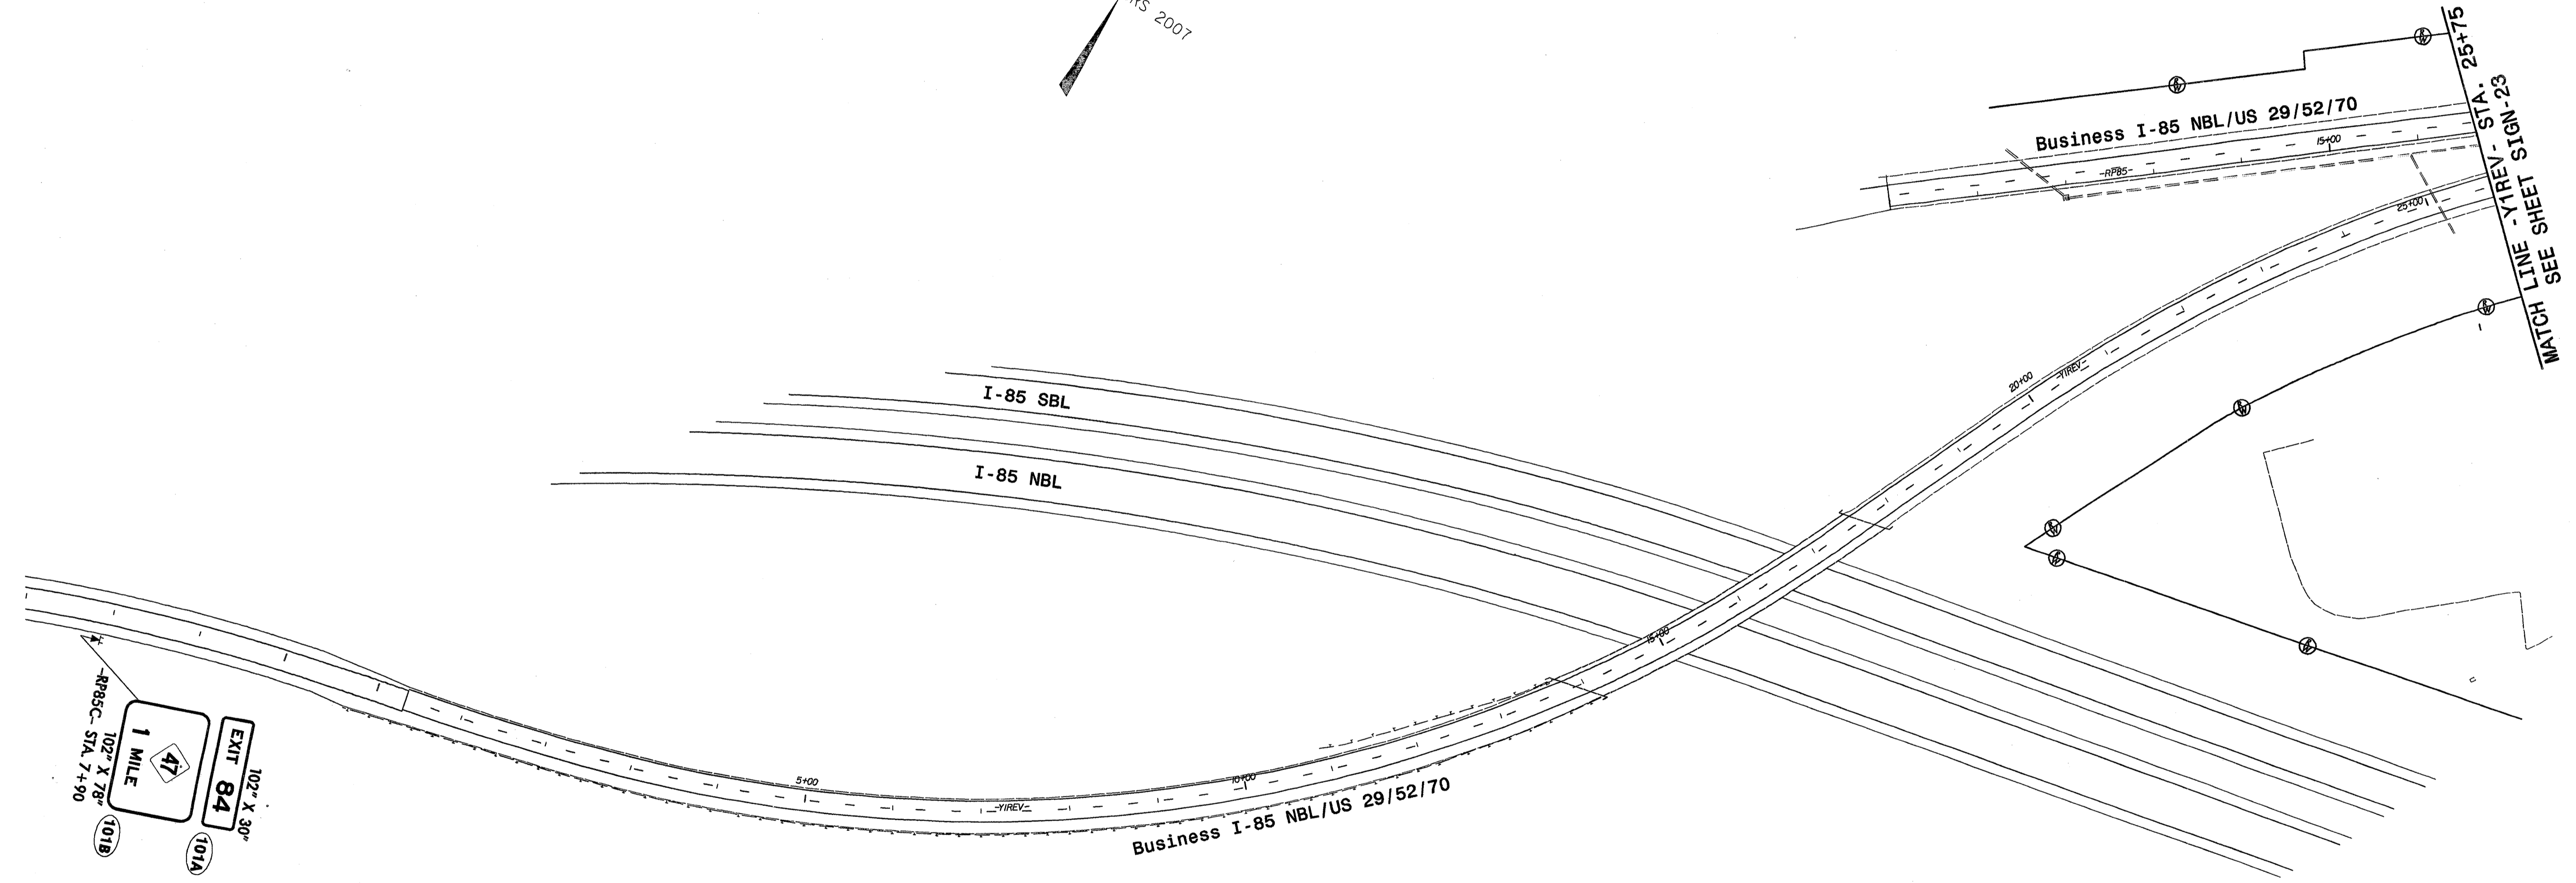 RS 2007
25+75
MATCH LINE -Y1REV- STA.
SEE SHEET SIGN-23
Business I-85 NBL/US 29/52/70
15+00
-RP85-
25+00
20+00
-Y1REV-
I-85 SBL
I-85 NBL
15+00
5+00
10+00
-Y1REV-
Business I-85 NBL/US 29/52/70
102" X 30"
EXIT 84
101A
47
1 MILE
102" X 78"
101B
-RP85C- STA. 7+90